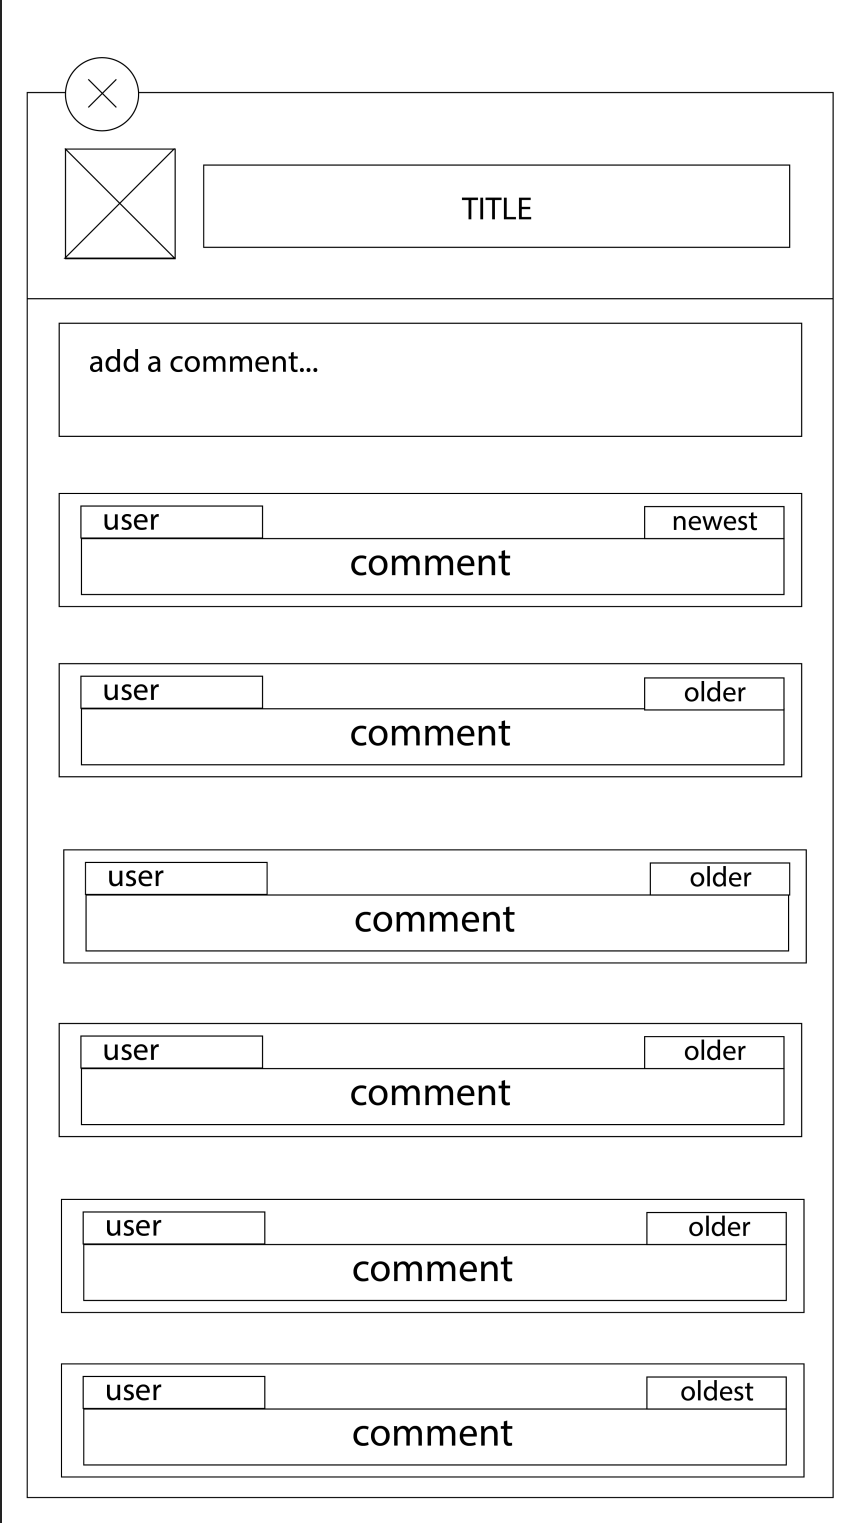 TITLE
add a comment...
user
newest
comment
user
older
comment
user
older
comment
user
older
comment
user
older
comment
user
oldest
comment